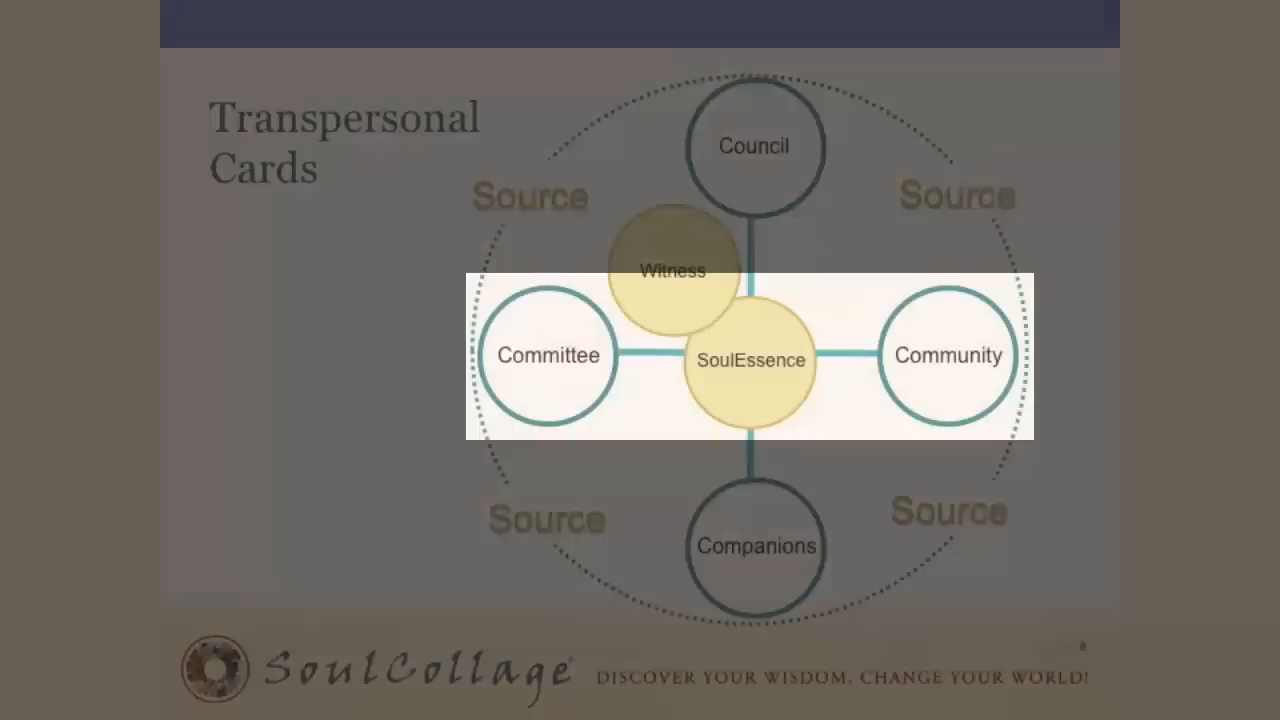 Transpersonal
Cards
Council
Source
Source
Witness
Committee
SoulEssence
Community
Source
Source
Companions
8
SoulCollage®
DISCOVER YOUR WISDOM, CHANGE YOUR WORLD!